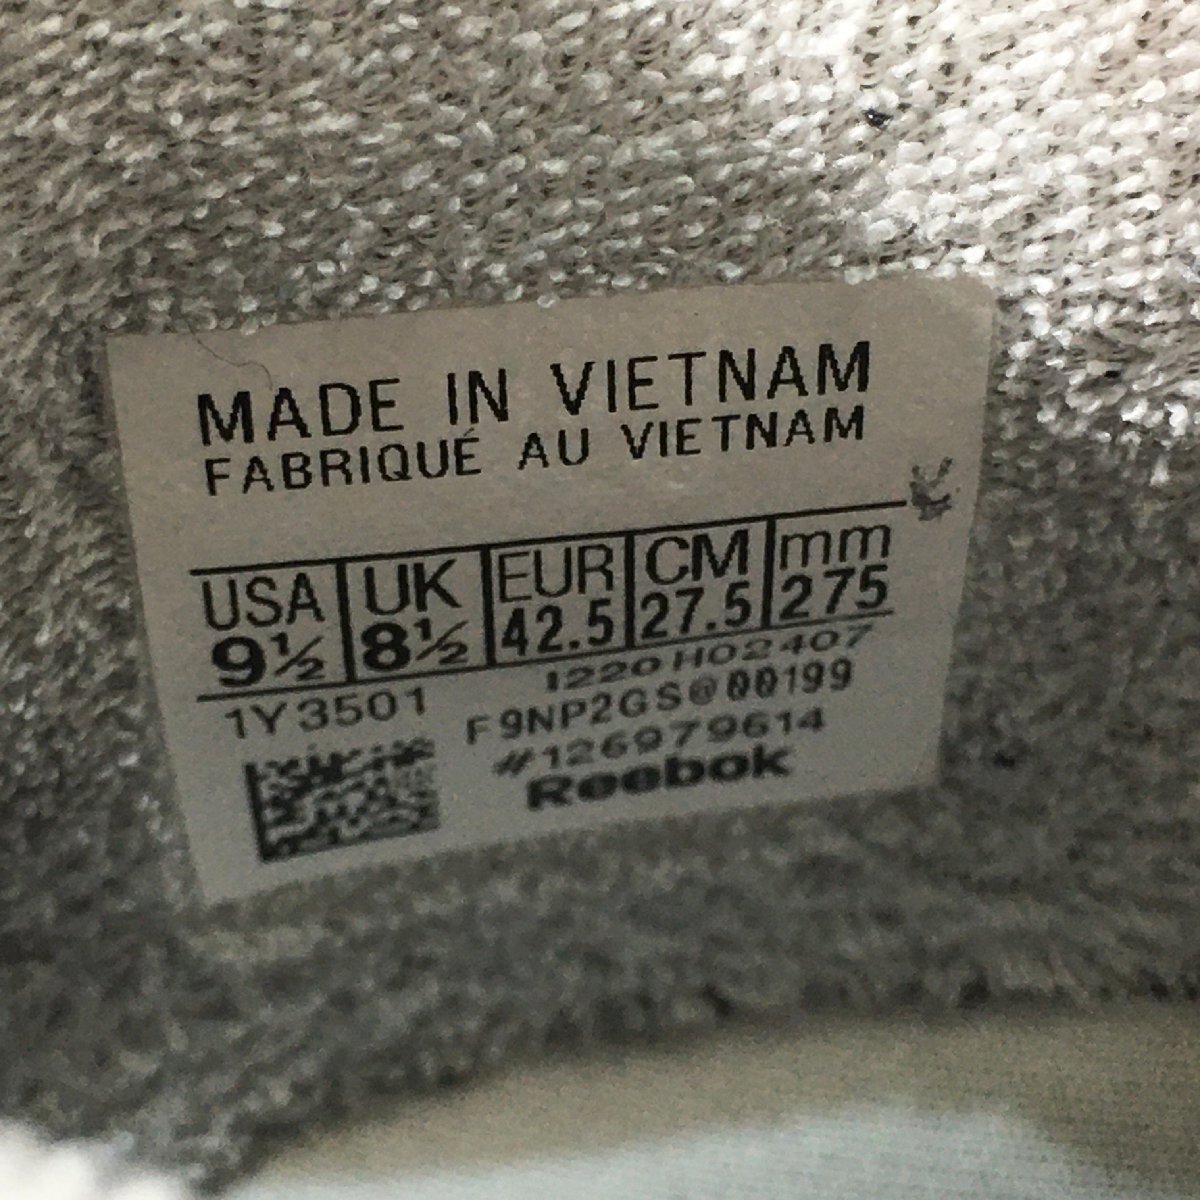 MADE IN VIETNAM
FABRIQUÉ AU VIETNAM
USA UK EUR CM mm
9½ 8½ 42.5 27.5 275
1220 H02407
1Y3501 F9NP2GS@00199
#126979614
Reebok